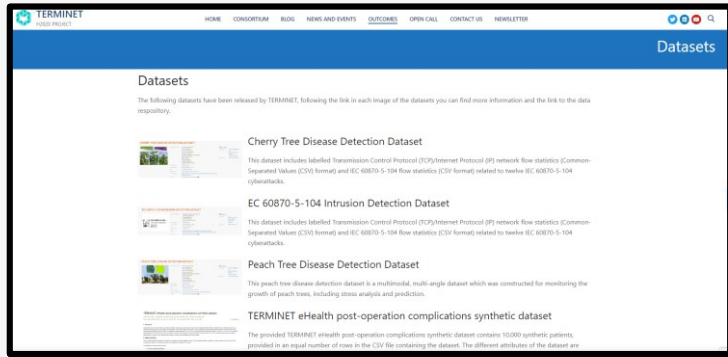 TERMINET
H2020 PROJECT
HOME CONSORTIUM BLOG NEWS AND EVENTS OUTCOMES OPEN CALL CONTACT US NEWSLETTER
Datasets
Datasets
The following datasets have been released by TERMINET, following the link in each image of the datasets you can find more information and the link to the data
respository.
Cherry Tree Disease Detection Dataset
This dataset includes labelled Transmission Control Protocol (TCP)/Internet Protocol (IP) network flow statistics (Common-
Separated Values (CSV) format) and IEC 60870-5-104 flow statistics (CSV format) related to twelve IEC 60870-5-104
cyberattacks.
EC 60870-5-104 Intrusion Detection Dataset
This dataset includes labelled Transmission Control Protocol (TCP)/Internet Protocol (IP) network flow statistics (Common-
Separated Values (CSV) format) and IEC 60870-5-104 flow statistics (CSV format) related to twelve IEC 60870-5-104
cyberattacks.
Peach Tree Disease Detection Dataset
This peach tree disease detection dataset is a multimodal, multi-angle dataset which was constructed for monitoring the
growth of peach trees, including stress analysis and prediction.
TERMINET eHealth post-operation complications synthetic dataset
The provided TERMINET eHealth post-operation complications synthetic dataset contains 10.000 synthetic patients,
provided in an equal number of rows in the CSV file containing the dataset. The different attributes of the dataset are